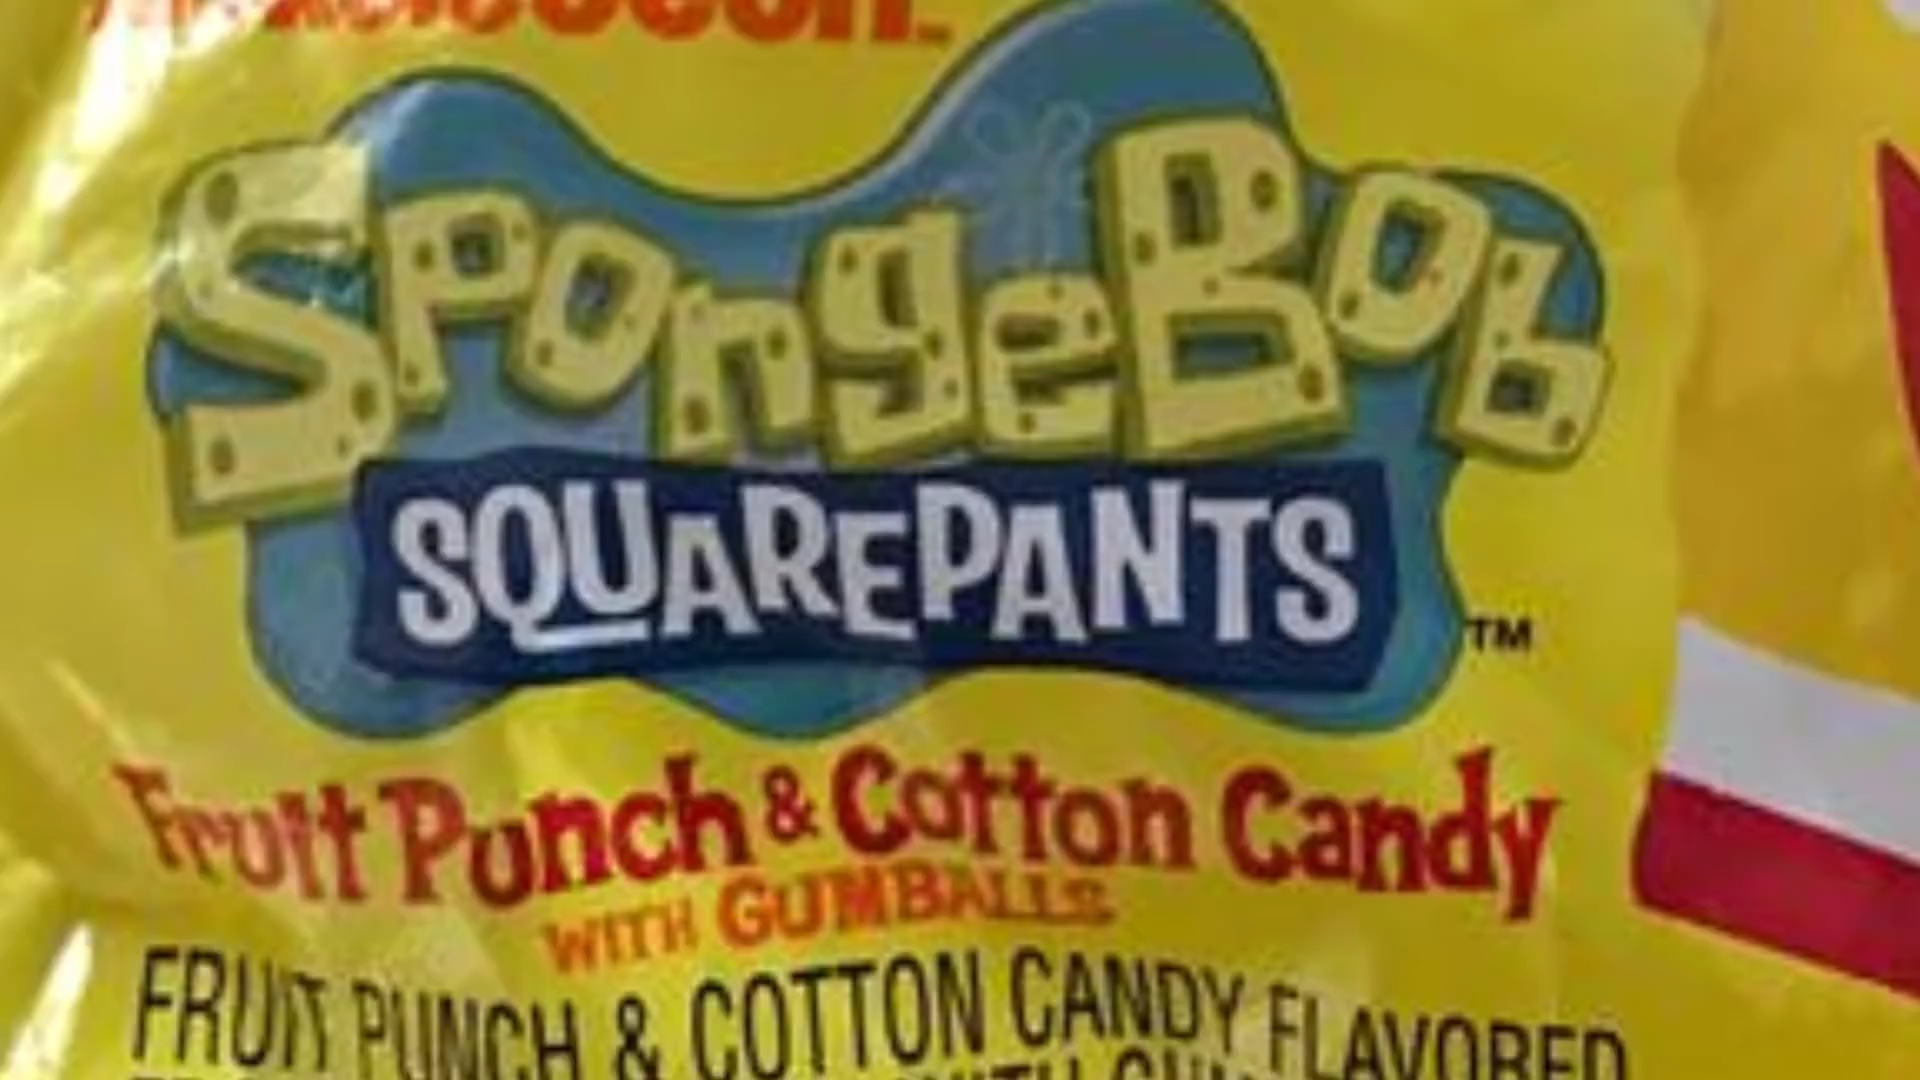 SpongeBob
SQUAREPANTS
TM
Fruit Punch & Cotton Candy
WITH GUMBALLS
FRUIT PUNCH & COTTON CANDY FLAVORED